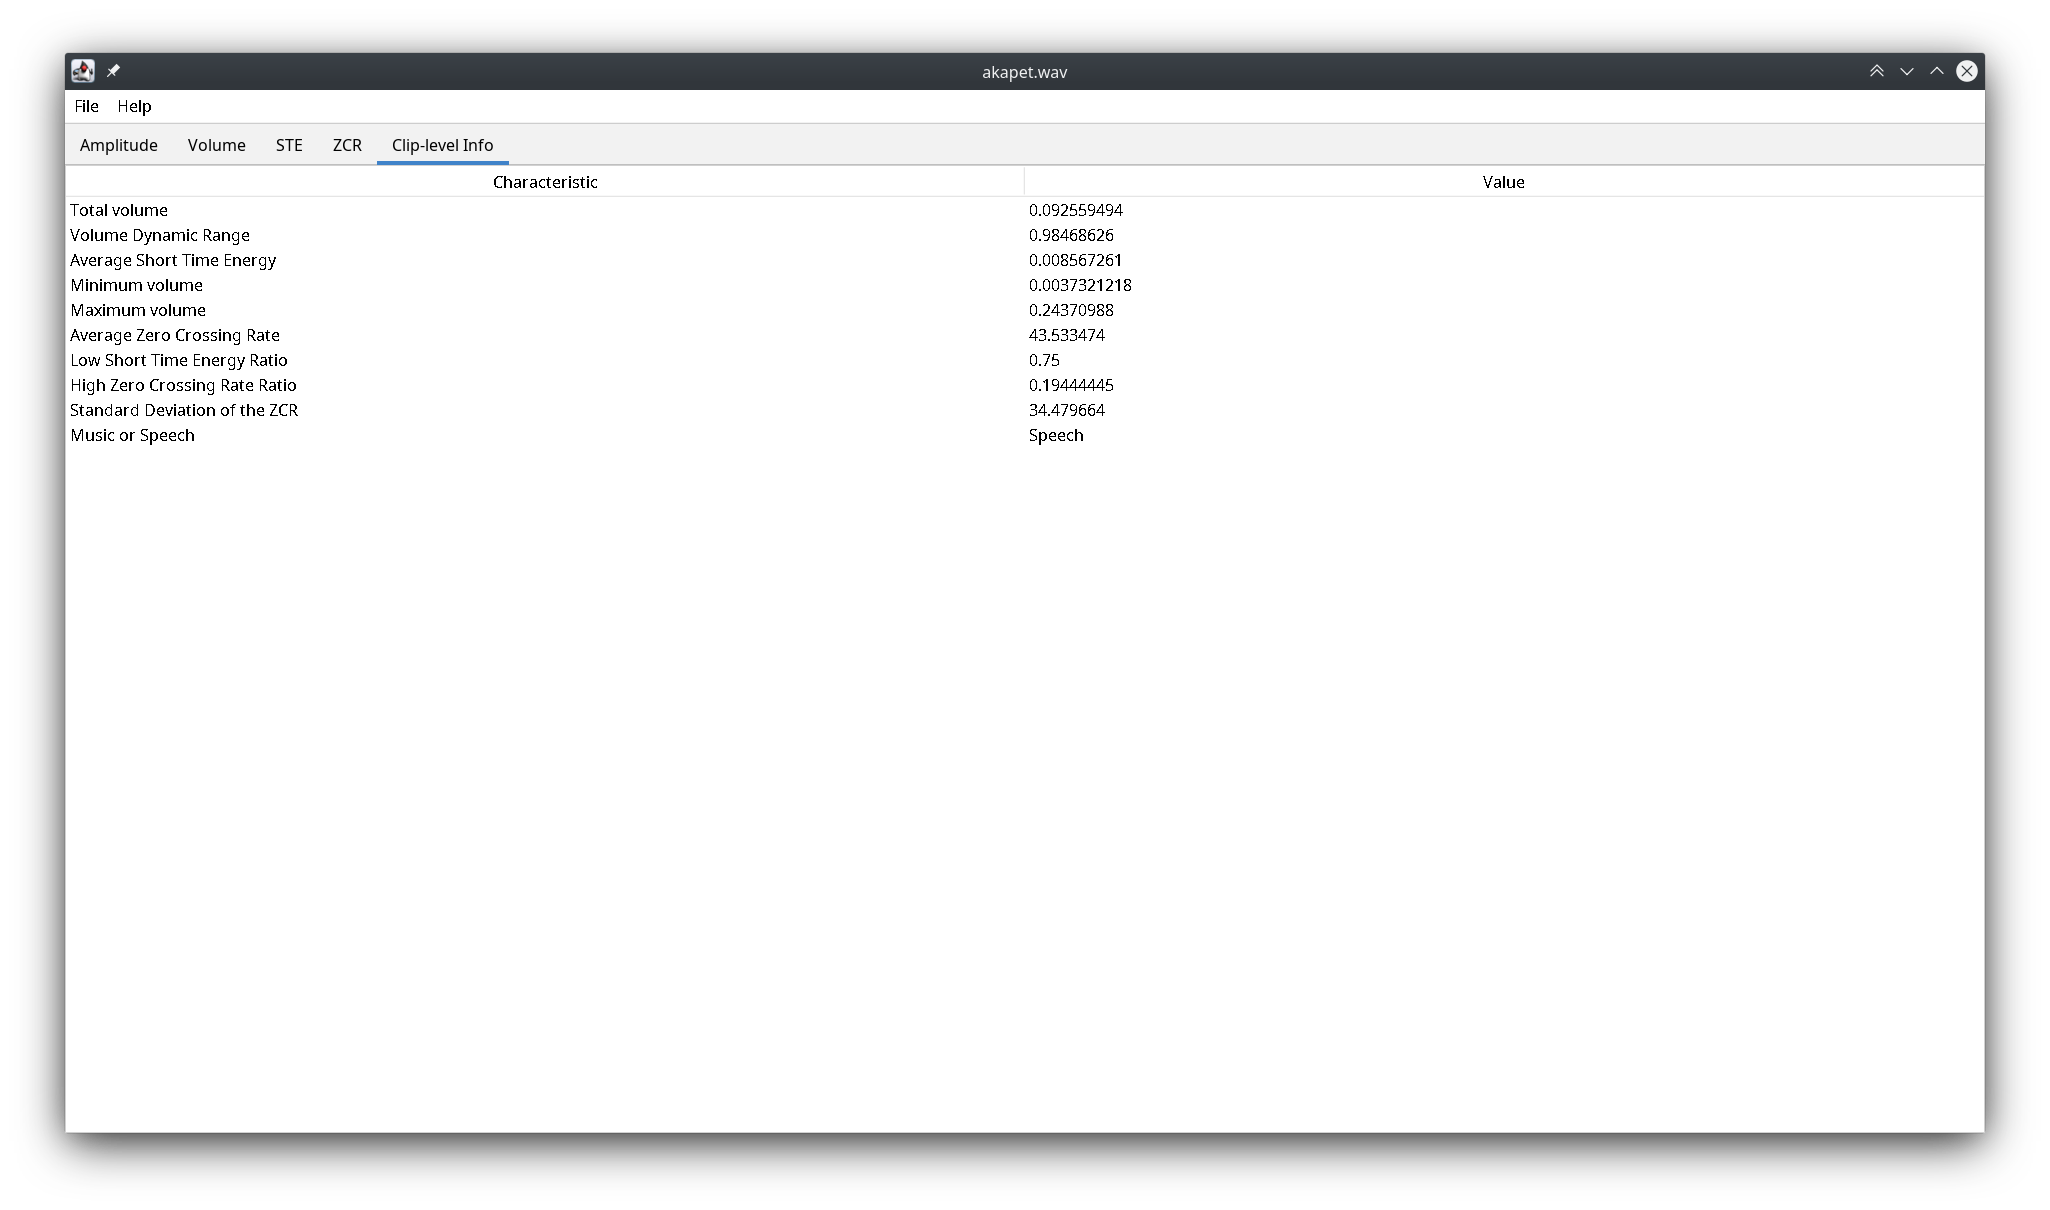 akapet.wav
File Help
Amplitude Volume STE ZCR Clip-level Info
Characteristic Value
Total volume 0.092559494
Volume Dynamic Range 0.98468626
Average Short Time Energy 0.008567261
Minimum volume 0.0037321218
Maximum volume 0.24370988
Average Zero Crossing Rate 43.533474
Low Short Time Energy Ratio 0.75
High Zero Crossing Rate Ratio 0.19444445
Standard Deviation of the ZCR 34.479664
Music or Speech Speech